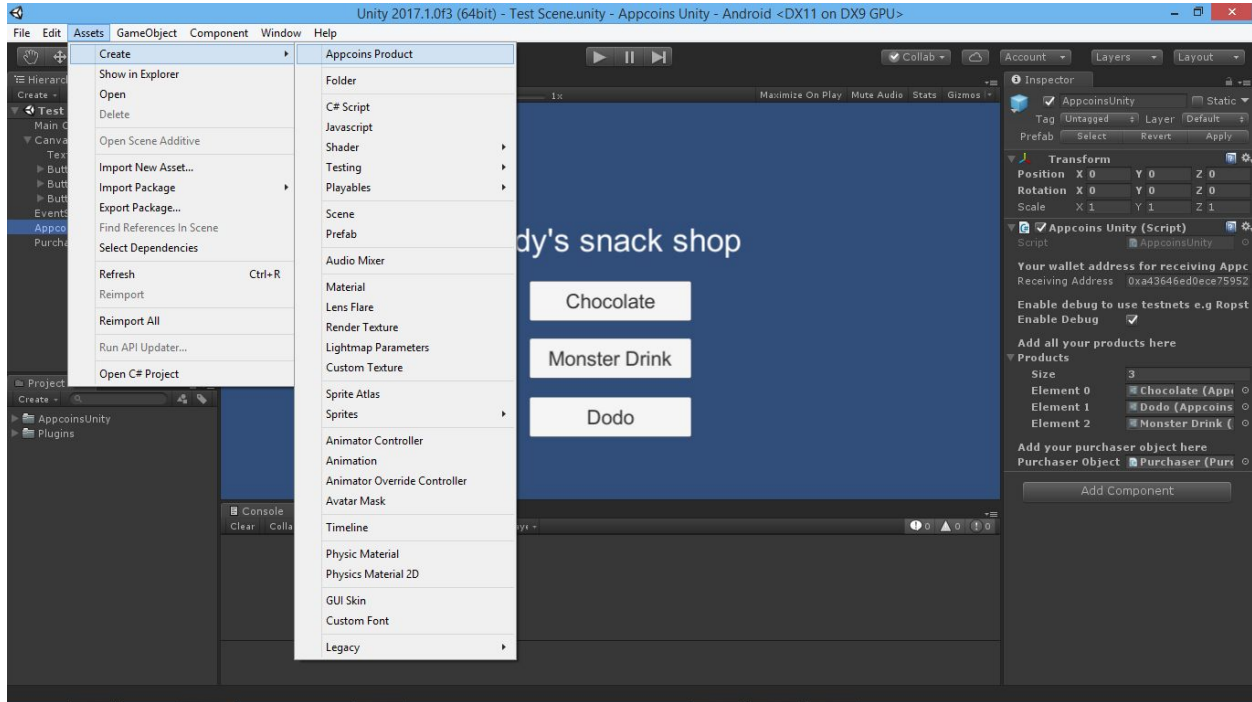 Unity 2017.1.0f3 (64bit) - Test Scene.unity - Appcoins Unity - Android <DX11 on DX9 GPU>
File Edit Assets GameObject Component Window Help
Create
Show in Explorer
Open
Delete
Open Scene Additive
Import New Asset...
Import Package
Export Package...
Find References In Scene
Select Dependencies
Refresh Ctrl+R
Reimport
Reimport All
Run API Updater...
Open C# Project
Appcoins Product
Folder
C# Script
Javascript
Shader
Testing
Playables
Scene
Prefab
Audio Mixer
Material
Lens Flare
Render Texture
Lightmap Parameters
Custom Texture
Sprite Atlas
Sprites
Animator Controller
Animation
Animator Override Controller
Avatar Mask
Timeline
Physic Material
Physics Material 2D
GUI Skin
Custom Font
Legacy
Collab Account Layers Layout
Hierarc
Create
Test
Main C
Canva
Tex
Butt
Butt
Butt
EventS
Appco
Purcha
1x Maximize On Play Mute Audio Stats Gizmos
dy's snack shop
Chocolate
Monster Drink
Dodo
Project
Create
AppcoinsUnity
Plugins
Console
Clear Colla
0 0 0
Inspector
AppcoinsUnity Static
Tag Untagged Layer Default
Prefab Select Revert Apply
Transform
Position X 0 Y 0 Z 0
Rotation X 0 Y 0 Z 0
Scale X 1 Y 1 Z 1
Appcoins Unity (Script)
Script AppcoinsUnity
Your wallet address for receiving Appc
Receiving Address 0xa43646ed0ece75952
Enable debug to use testnets e.g Ropst
Enable Debug
Add all your products here
Products
Size 3
Element 0 Chocolate (Appc
Element 1 Dodo (Appcoins
Element 2 Monster Drink (
Add your purchaser object here
Purchaser Object Purchaser (Purc
Add Component